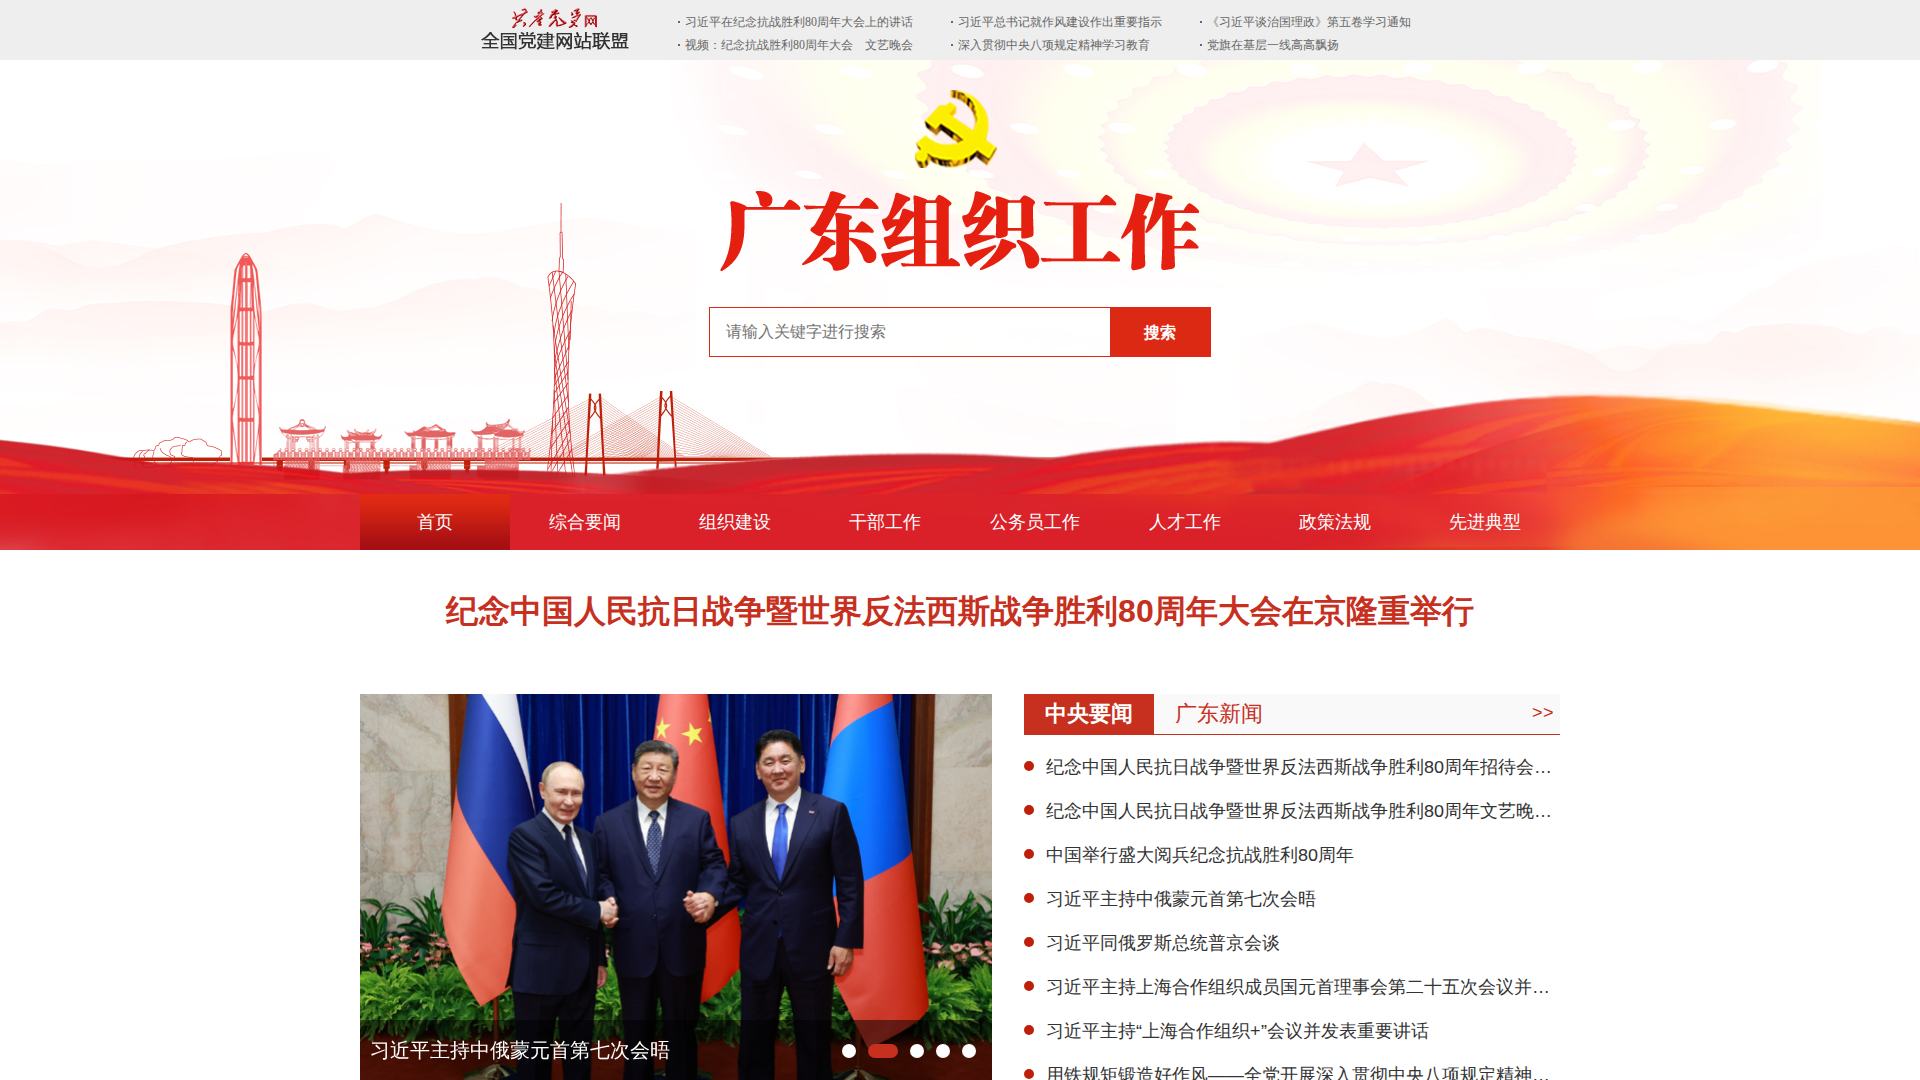 共产党员网
全国党建网站联盟
· 习近平在纪念抗战胜利80周年大会上的讲话
· 习近平总书记就作风建设作出重要指示
· 《习近平谈治国理政》第五卷学习通知
· 视频：纪念抗战胜利80周年大会　文艺晚会
· 深入贯彻中央八项规定精神学习教育
· 党旗在基层一线高高飘扬
广东组织工作
请输入关键字进行搜索
搜索
首页
综合要闻
组织建设
干部工作
公务员工作
人才工作
政策法规
先进典型
纪念中国人民抗日战争暨世界反法西斯战争胜利80周年大会在京隆重举行
习近平主持中俄蒙元首第七次会晤
中央要闻
广东新闻
>>
纪念中国人民抗日战争暨世界反法西斯战争胜利80周年招待会…
纪念中国人民抗日战争暨世界反法西斯战争胜利80周年文艺晚…
中国举行盛大阅兵纪念抗战胜利80周年
习近平主持中俄蒙元首第七次会晤
习近平同俄罗斯总统普京会谈
习近平主持上海合作组织成员国元首理事会第二十五次会议并…
习近平主持“上海合作组织+”会议并发表重要讲话
用铁规矩锻造好作风——全党开展深入贯彻中央八项规定精神…